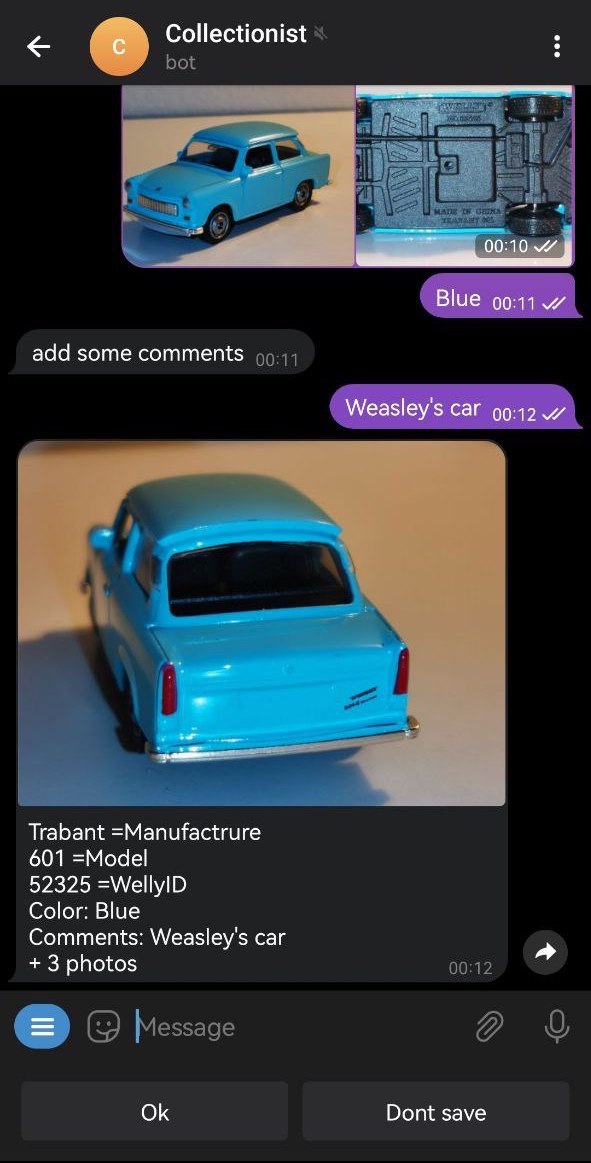 C
Collectionist
bot
MADE IN CHINA
TRABANT 601
00:10
Blue 00:11
add some comments 00:11
Weasley's car 00:12
Trabant =Manufactrure
601 =Model
52325 =WellyID
Color: Blue
Comments: Weasley's car
+ 3 photos
00:12
Message
Ok
Dont save